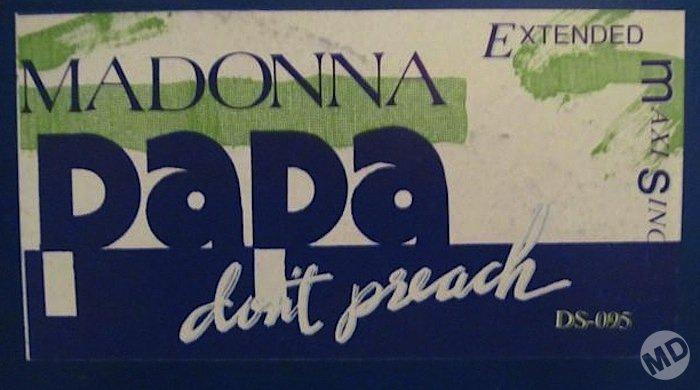 MADONNA
EXTENDED
mAXI SING
PaPa
don't preach
DS-095
MD